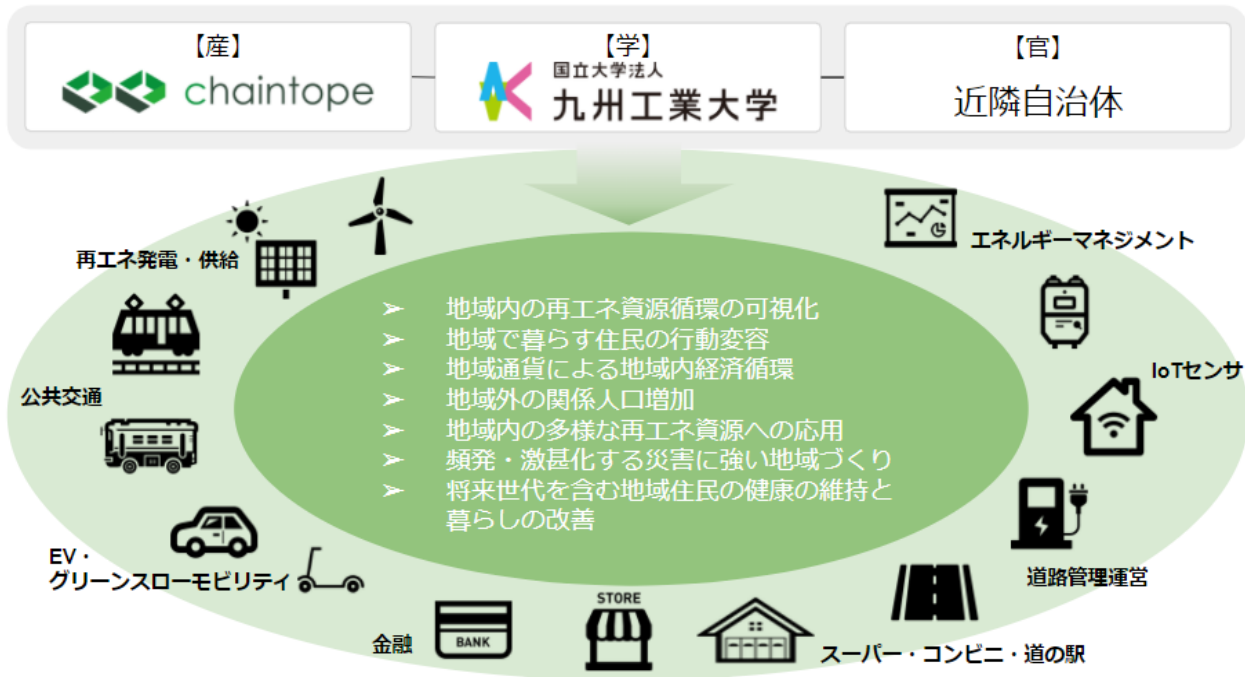 【産】
chaintope
【学】
国立大学法人
九州工業大学
【官】
近隣自治体
再エネ発電・供給
公共交通
EV・
グリーンスローモビリティ
金融
BANK
STORE
スーパー・コンビニ・道の駅
道路管理運営
IoTセンサ
エネルギーマネジメント
➢ 地域内の再エネ資源循環の可視化
➢ 地域で暮らす住民の行動変容
➢ 地域通貨による地域内経済循環
➢ 地域外の関係人口増加
➢ 地域内の多様な再エネ資源への応用
➢ 頻発・激甚化する災害に強い地域づくり
➢ 将来世代を含む地域住民の健康の維持と
暮らしの改善